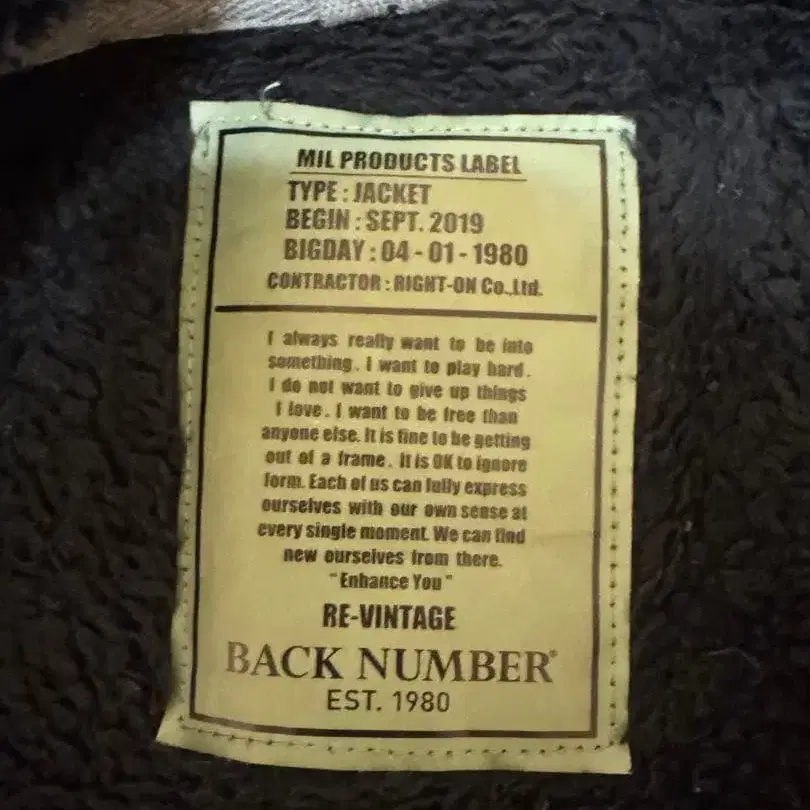 MIL PRODUCTS LABEL
TYPE : JACKET
BEGIN : SEPT. 2019
BIGDAY : 04 - 01 - 1980
CONTRACTOR : RIGHT-ON Co.,Ltd.
I always really want to be into
something. I want to play hard.
I do not want to give up things
I love. I want to be free than
anyone else. It is fine to be getting
out of a frame. It is OK to ignore
form. Each of us can fully express
ourselves with our own sense at
every single moment. We can find
new ourselves from there.
"Enhance You"
RE-VINTAGE
BACK NUMBER®
EST. 1980